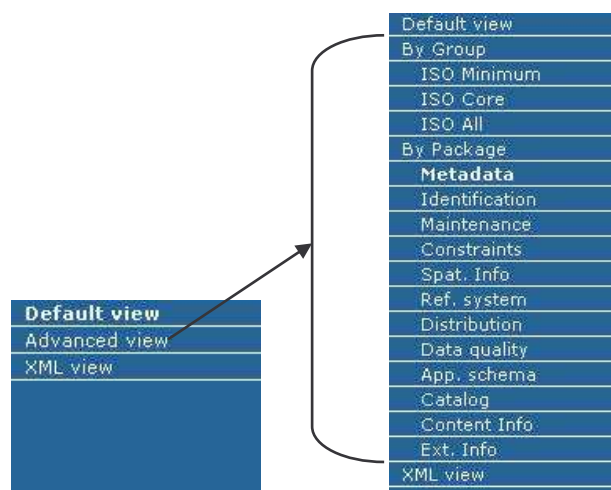 Default view
Advanced view
XML view
Default view
By Group
ISO Minimum
ISO Core
ISO All
By Package
Metadata
Identification
Maintenance
Constraints
Spat. Info
Ref. system
Distribution
Data quality
App. schema
Catalog
Content Info
Ext. Info
XML view